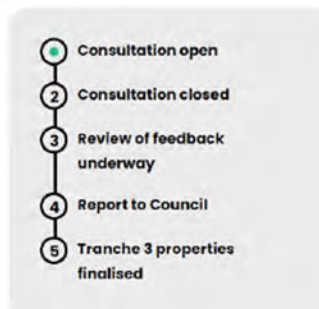 Consultation open
2 Consultation closed
3 Review of feedback
underway
4 Report to Council
5 Tranche 3 properties
finalised